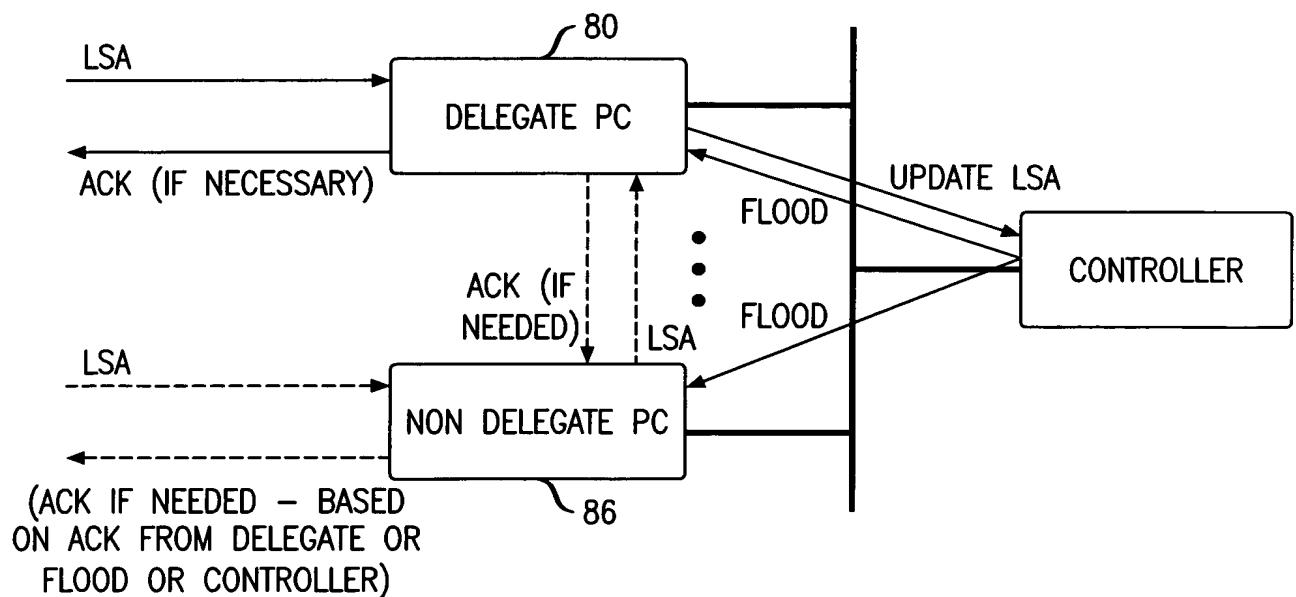 80
LSA
DELEGATE PC
ACK (IF NECESSARY)
UPDATE LSA
FLOOD
CONTROLLER
ACK (IF
NEEDED)
LSA
FLOOD
LSA
NON DELEGATE PC
86
(ACK IF NEEDED – BASED
ON ACK FROM DELEGATE OR
FLOOD OR CONTROLLER)